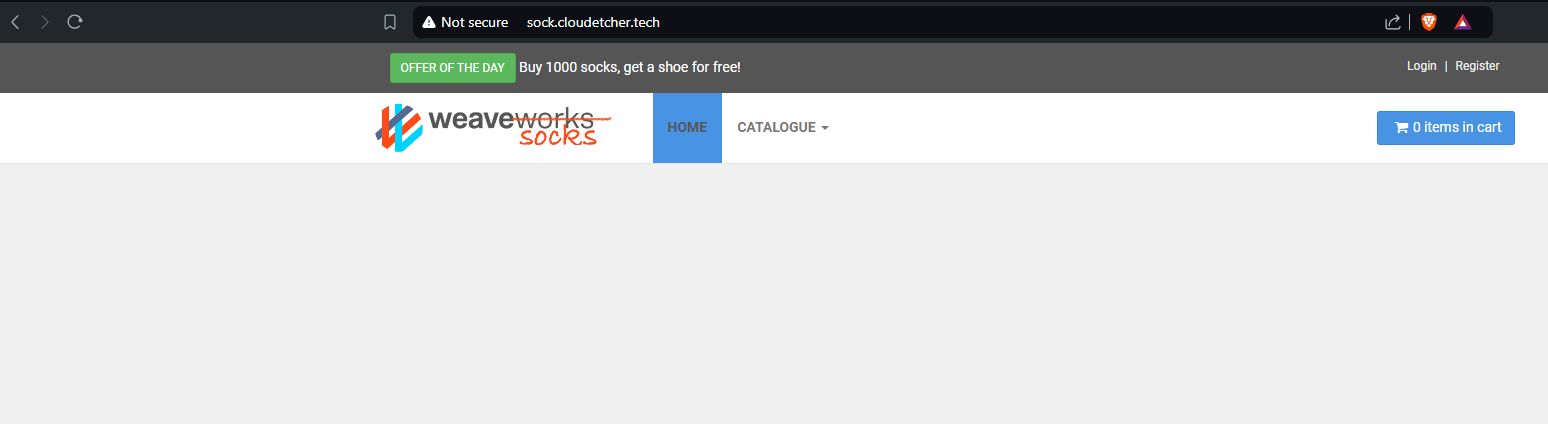 Not secure sock.cloudetcher.tech
OFFER OF THE DAY Buy 1000 socks, get a shoe for free! Login | Register
weaveworks
socks
HOME CATALOGUE 0 items in cart